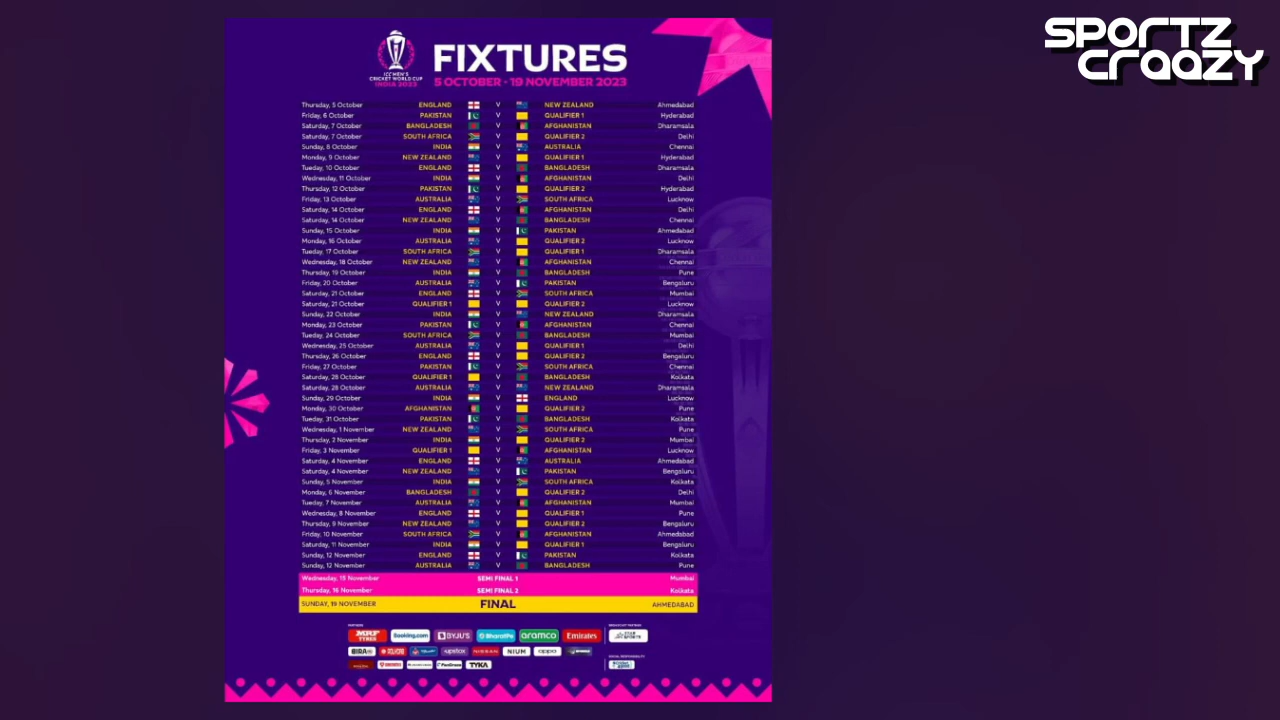 SPORTZ
CRAAZY
FIXTURES
ICC MEN'S
CRICKET WORLD CUP
INDIA 2023
5 OCTOBER - 19 NOVEMBER 2023
Thursday, 5 October ENGLAND V NEW ZEALAND Ahmedabad
Friday, 6 October PAKISTAN V QUALIFIER 1 Hyderabad
Saturday, 7 October BANGLADESH V AFGHANISTAN Dharamsala
Saturday, 7 October SOUTH AFRICA V QUALIFIER 2 Delhi
Sunday, 8 October INDIA V AUSTRALIA Chennai
Monday, 9 October NEW ZEALAND V QUALIFIER 1 Hyderabad
Tueday, 10 October ENGLAND V BANGLADESH Dharamsala
Wednesday, 11 October INDIA V AFGHANISTAN Delhi
Thursday, 12 October PAKISTAN V QUALIFIER 2 Hyderabad
Friday, 13 October AUSTRALIA V SOUTH AFRICA Lucknow
Saturday, 14 October ENGLAND V AFGHANISTAN Delhi
Saturday, 14 October NEW ZEALAND V BANGLADESH Chennai
Sunday, 15 October INDIA V PAKISTAN Ahmedabad
Monday, 16 October AUSTRALIA V QUALIFIER 2 Lucknow
Tueday, 17 October SOUTH AFRICA V QUALIFIER 1 Dharamsala
Wednesday, 18 October NEW ZEALAND V AFGHANISTAN Chennai
Thursday, 19 October INDIA V BANGLADESH Pune
Friday, 20 October AUSTRALIA V PAKISTAN Bengaluru
Saturday, 21 October ENGLAND V SOUTH AFRICA Mumbai
Saturday, 21 October QUALIFIER 1 V QUALIFIER 2 Lucknow
Sunday, 22 October INDIA V NEW ZEALAND Dharamsala
Monday, 23 October PAKISTAN V AFGHANISTAN Chennai
Tueday, 24 October SOUTH AFRICA V BANGLADESH Mumbai
Wednesday, 25 October AUSTRALIA V QUALIFIER 1 Delhi
Thursday, 26 October ENGLAND V QUALIFIER 2 Bengaluru
Friday, 27 October PAKISTAN V SOUTH AFRICA Chennai
Saturday, 28 October QUALIFIER 1 V BANGLADESH Kolkata
Saturday, 28 October AUSTRALIA V NEW ZEALAND Dharamsala
Sunday, 29 October INDIA V ENGLAND Lucknow
Monday, 30 October AFGHANISTAN V QUALIFIER 2 Pune
Tueday, 31 October PAKISTAN V BANGLADESH Kolkata
Wednesday, 1 November NEW ZEALAND V SOUTH AFRICA Pune
Thursday, 2 November INDIA V QUALIFIER 2 Mumbai
Friday, 3 November QUALIFIER 1 V AFGHANISTAN Lucknow
Saturday, 4 November ENGLAND V AUSTRALIA Ahmedabad
Saturday, 4 November NEW ZEALAND V PAKISTAN Bengaluru
Sunday, 5 November INDIA V SOUTH AFRICA Kolkata
Monday, 6 November BANGLADESH V QUALIFIER 2 Delhi
Tueday, 7 November AUSTRALIA V AFGHANISTAN Mumbai
Wednesday, 8 November ENGLAND V QUALIFIER 1 Pune
Thursday, 9 November NEW ZEALAND V QUALIFIER 2 Bengaluru
Friday, 10 November SOUTH AFRICA V AFGHANISTAN Ahmedabad
Saturday, 11 November INDIA V QUALIFIER 1 Bengaluru
Sunday, 12 November ENGLAND V PAKISTAN Kolkata
Sunday, 12 November AUSTRALIA V BANGLADESH Pune
Wednesday, 15 November SEMI FINAL 1 Mumbai
Thursday, 16 November SEMI FINAL 2 Kolkata
SUNDAY, 19 NOVEMBER FINAL AHMEDABAD
MRF TYRES Booking.com BYJU'S BharatPe aramco Emirates STAR SPORTS
BIRA upstox NISSAN NIUM oppo
TYKA